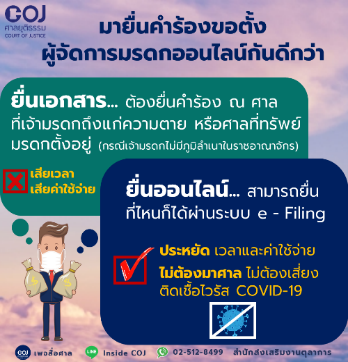 COJ
ศาลยุติธรรม
COURT OF JUSTICE
มายื่นคำร้องขอตั้ง
ผู้จัดการมรดกออนไลน์กันดีกว่า
ยื่นเอกสาร... ต้องยื่นคำร้อง ณ ศาล
ที่เจ้ามรดกถึงแก่ความตาย หรือศาลที่ทรัพย์
มรดกตั้งอยู่ (กรณีเจ้ามรดกไม่มีภูมิลำเนาในราชอาณาจักร)
เสียเวลา
เสียค่าใช้จ่าย
ยื่นออนไลน์... สามารถยื่น
ที่ไหนก็ได้ผ่านระบบ e - Filing
ประหยัด เวลาและค่าใช้จ่าย
ไม่ต้องมาศาล ไม่ต้องเสี่ยง
ติดเชื้อไวรัส COVID-19
COJ เพจสื่อศาล Inside COJ 02-512-8499 สำนักส่งเสริมงานตุลาการ